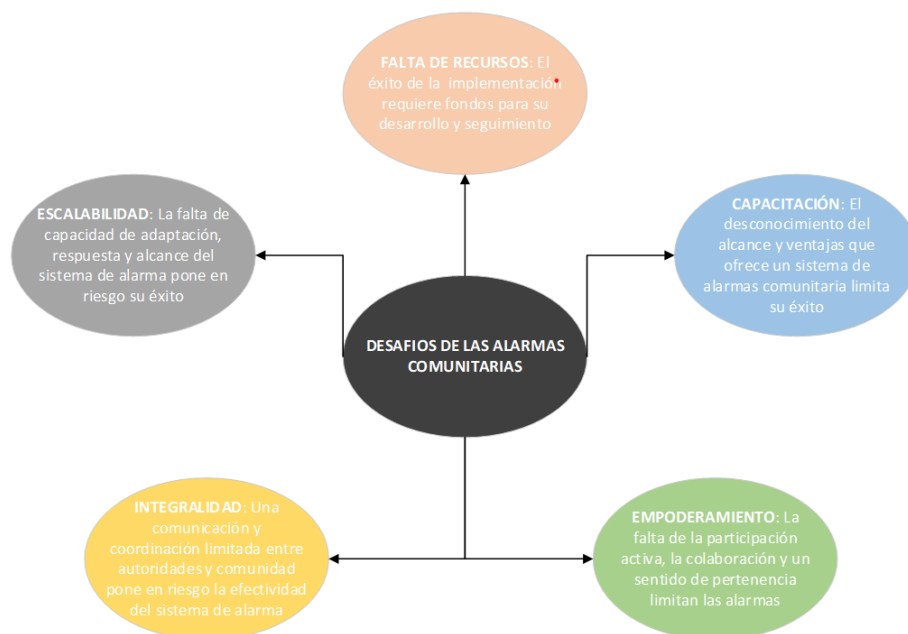 FALTA DE RECURSOS: El
éxito de la implementación
requiere fondos para su
desarrollo y seguimiento
ESCALABILIDAD: La falta de
capacidad de adaptación,
respuesta y alcance del
sistema de alarma pone en
riesgo su éxito
CAPACITACIÓN: El
desconocimiento del
alcance y ventajas que
ofrece un sistema de
alarmas comunitaria limita
su éxito
DESAFIOS DE LAS ALARMAS
COMUNITARIAS
INTEGRALIDAD: Una
comunicación y
coordinación limitada entre
autoridades y comunidad
pone en riesgo la efectividad
del sistema de alarma
EMPODERAMIENTO: La
falta de la participación
activa, la colaboración y un
sentido de pertenencia
limitan las alarmas